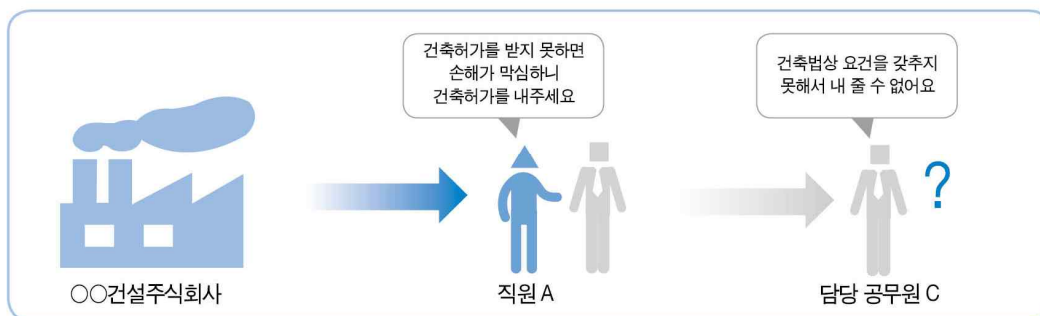 건축허가를 받지 못하면
손해가 막심하니
건축허가를 내주세요
건축법상 요건을 갖추지
못해서 내 줄 수 없어요
?
○○건설주식회사
직원 A
담당 공무원 C